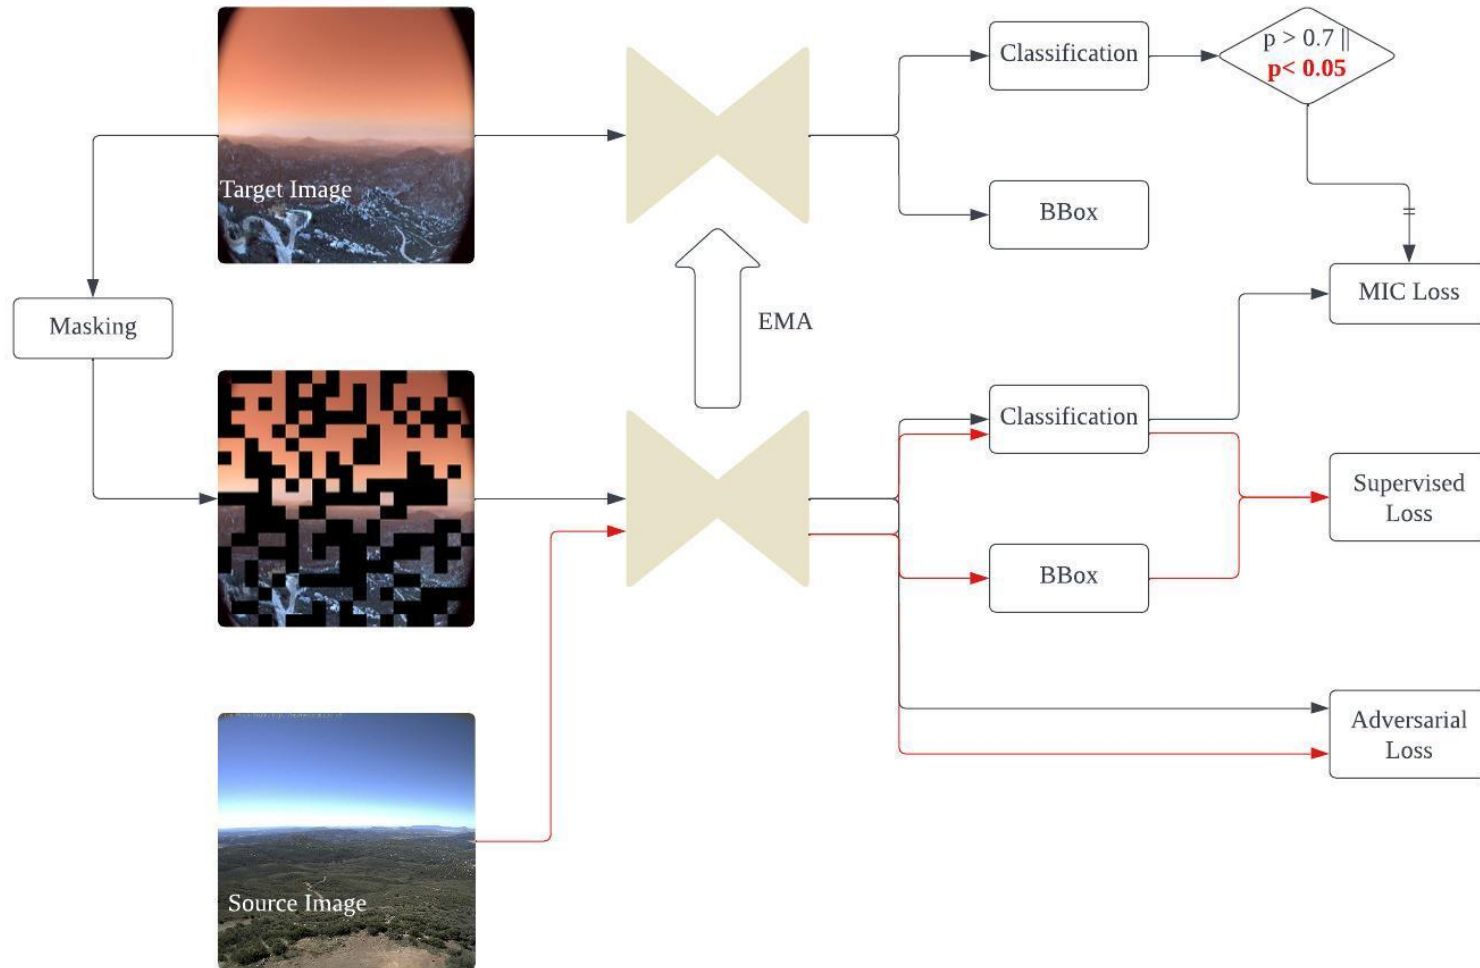 Classification
p > 0.7 ||
p< 0.05
Target Image
BBox
MIC Loss
Masking
EMA
Classification
Supervised
Loss
BBox
Adversarial
Loss
Source Image